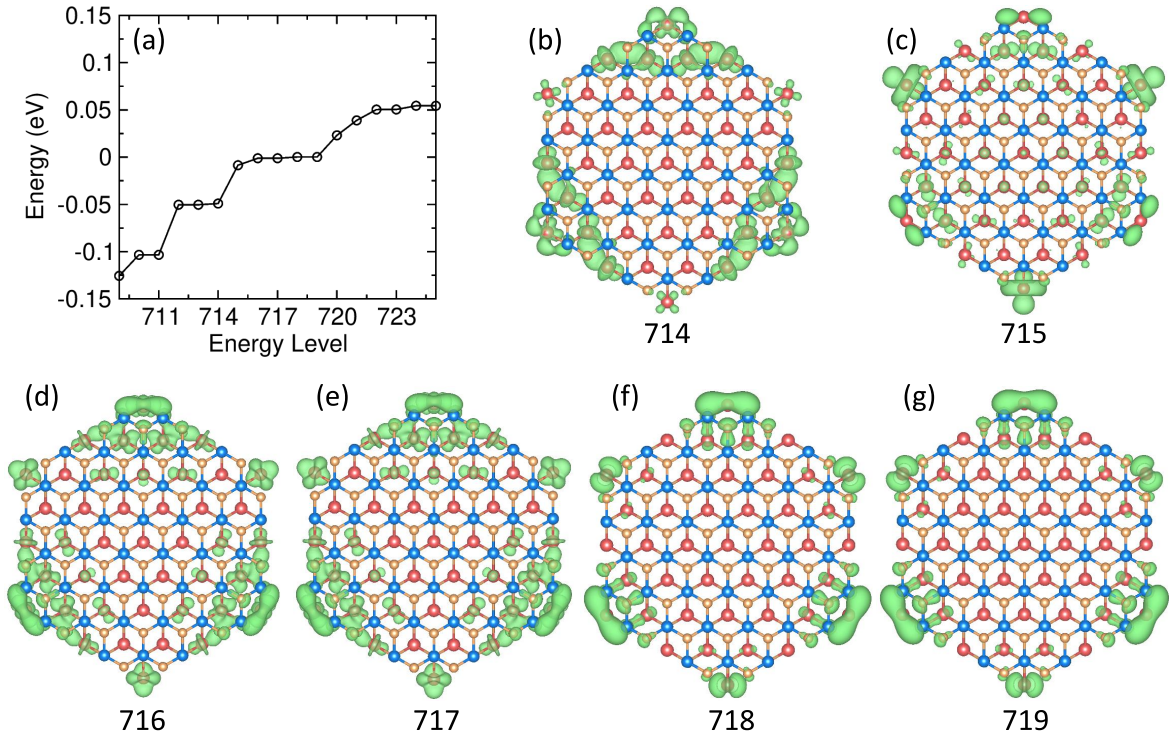 (a)
0.15
0.1
0.05
0
-0.05
-0.1
-0.15
Energy (eV)
711 714 717 720 723
Energy Level
(b)
714
(c)
715
(d)
716
(e)
717
(f)
718
(g)
719